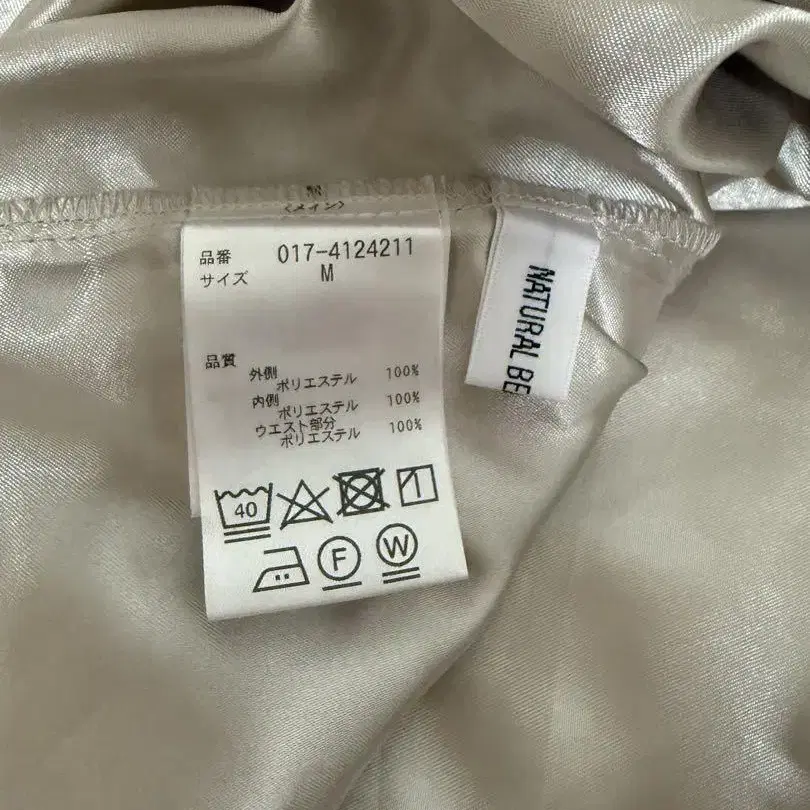 〈メイン〉
品番 017-4124211
サイズ M
品質
外側
ポリエステル 100%
内側
ポリエステル 100%
ウエスト部分
ポリエステル 100%
40
F
W
NATURAL BE